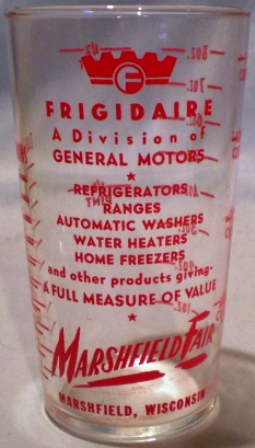 F
FRIGIDAIRE
A Division of
GENERAL MOTORS
REFRIGERATORS
RANGES
AUTOMATIC WASHERS
WATER HEATERS
HOME FREEZERS
and other products giving-
A FULL MEASURE OF VALUE
MARSHFIELD FAIR
MARSHFIELD, WISCONSIN